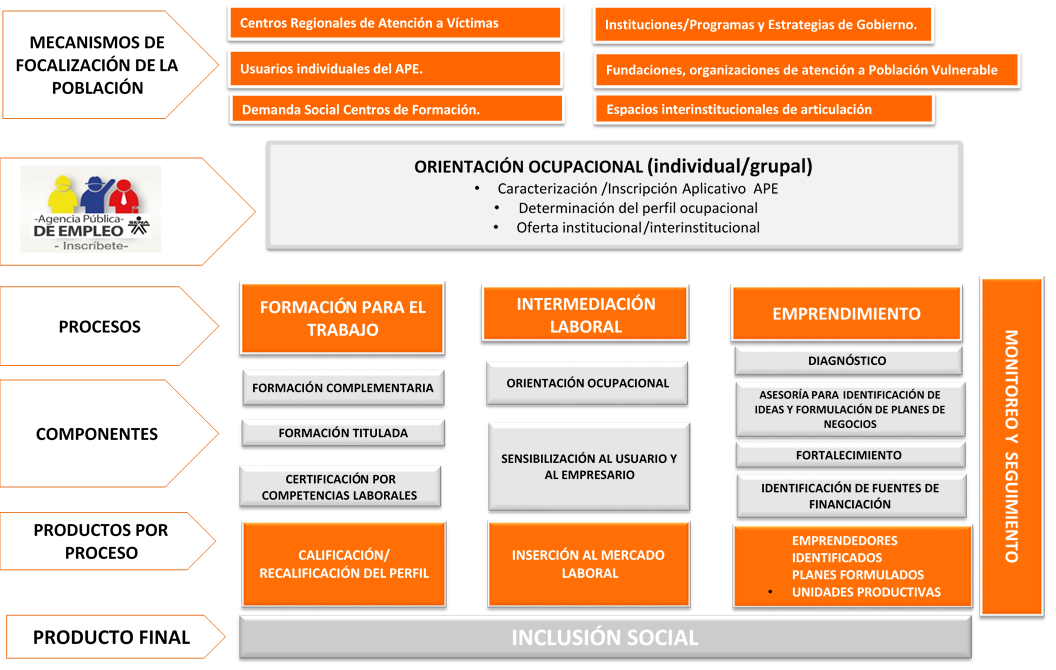 MECANISMOS DE
FOCALIZACIÓN DE LA
POBLACIÓN
Centros Regionales de Atención a Víctimas
Instituciones/Programas y Estrategias de Gobierno.
Usuarios individuales del APE.
Fundaciones, organizaciones de atención a Población Vulnerable
Demanda Social Centros de Formación.
Espacios interinstitucionales de articulación
-Agencia Pública-
DE EMPLEO
SENA
- Inscríbete-
ORIENTACIÓN OCUPACIONAL (individual/grupal)
• Caracterización /Inscripción Aplicativo APE
• Determinación del perfil ocupacional
• Oferta institucional/interinstitucional
PROCESOS
FORMACIÓN PARA EL
TRABAJO
INTERMEDIACIÓN
LABORAL
EMPRENDIMIENTO
COMPONENTES
FORMACIÓN COMPLEMENTARIA
FORMACIÓN TITULADA
CERTIFICACIÓN POR
COMPETENCIAS LABORALES
ORIENTACIÓN OCUPACIONAL
SENSIBILIZACIÓN AL USUARIO Y
AL EMPRESARIO
DIAGNÓSTICO
ASESORÍA PARA IDENTIFICACIÓN DE
IDEAS Y FORMULACIÓN DE PLANES DE
NEGOCIOS
FORTALECIMIENTO
IDENTIFICACIÓN DE FUENTES DE
FINANCIACIÓN
PRODUCTOS POR
PROCESO
CALIFICACIÓN/
RECALIFICACIÓN DEL PERFIL
INSERCIÓN AL MERCADO
LABORAL
EMPRENDEDORES
IDENTIFICADOS
PLANES FORMULADOS
• UNIDADES PRODUCTIVAS
MONITOREO Y SEGUIMIENTO
PRODUCTO FINAL
INCLUSIÓN SOCIAL